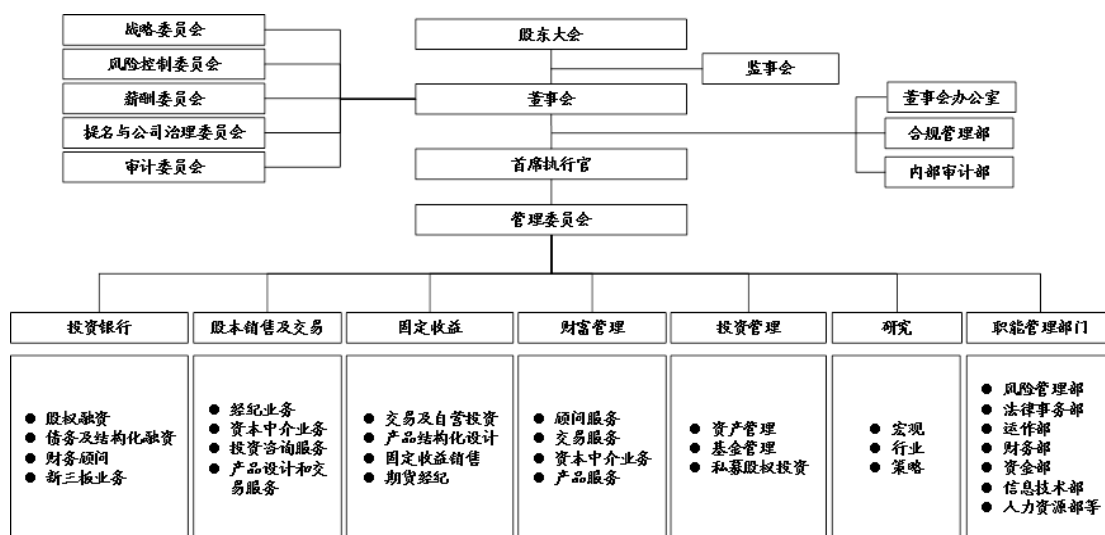 战略委员会
风险控制委员会
薪酬委员会
提名与公司治理委员会
审计委员会
股东大会
监事会
董事会
董事会办公室
合规管理部
内部审计部
首席执行官
管理委员会
投资银行
股本销售及交易
固定收益
财富管理
投资管理
研究
职能管理部门
● 股权融资
● 债务及结构化融资
● 财务顾问
● 新三板业务
● 经纪业务
● 资本中介业务
● 投资咨询服务
● 产品设计和交
易服务
● 交易及自营投资
● 产品结构化设计
● 固定收益销售
● 期货经纪
● 顾问服务
● 交易服务
● 资本中介业务
● 产品服务
● 资产管理
● 基金管理
● 私募股权投资
● 宏观
● 行业
● 策略
● 风险管理部
● 法律事务部
● 运作部
● 财务部
● 资金部
● 信息技术部
● 人力资源部等